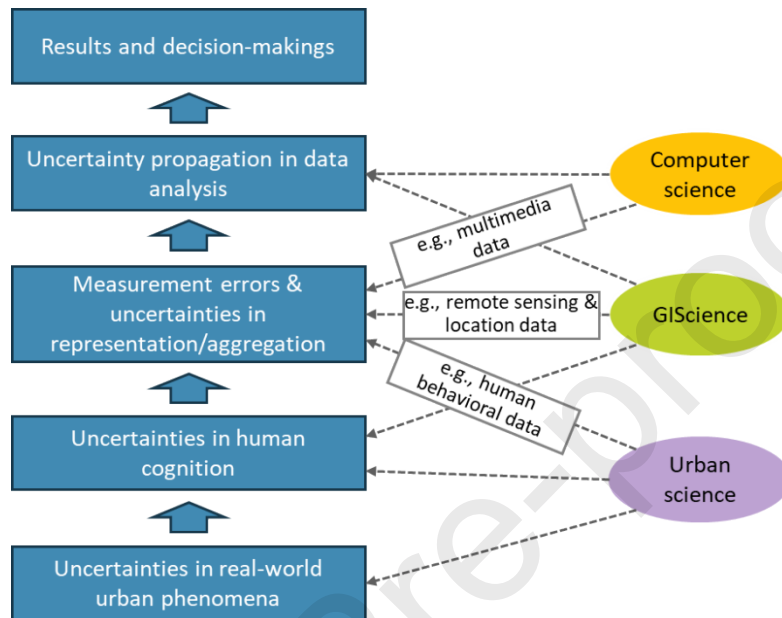 Results and decision-makings
Uncertainty propagation in data
analysis
Computer
science
e.g., multimedia
data
Measurement errors &
uncertainties in
representation/aggregation
e.g., remote sensing &
location data
GIScience
e.g., human
behavioral data
Uncertainties in human
cognition
Urban
science
Uncertainties in real-world
urban phenomena
re-pro